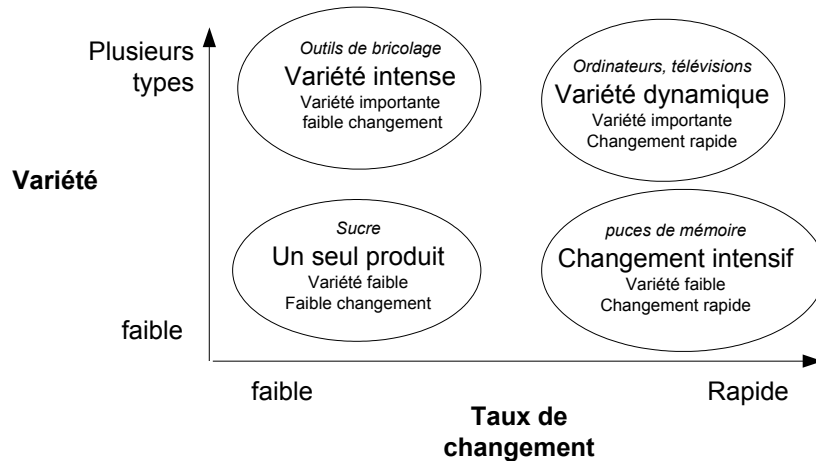 Plusieurs
types
Outils de bricolage
Variété intense
Variété importante
faible changement
Ordinateurs, télévisions
Variété dynamique
Variété importante
Changement rapide
Variété
Sucre
Un seul produit
Variété faible
Faible changement
puces de mémoire
Changement intensif
Variété faible
Changement rapide
faible
faible
Rapide
Taux de
changement